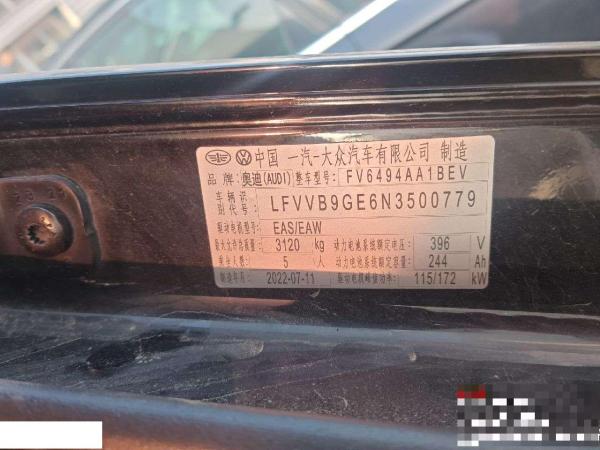 中国 一汽-大众汽车有限公司 制造
品牌: 奥迪(AUDI) 整车型号: FV6494AA1BEV
车辆识别代号: LFVVB9GE6N3500779
驱动电机型号: EAS/EAW
最大允许总质量: 3120 kg 动力电池系统额定电压: 396 V
乘坐人数: 5 人 动力电池系统额定容量: 244 Ah
制造年月: 2022-07-11 驱动电机峰值功率: 115/172 kW